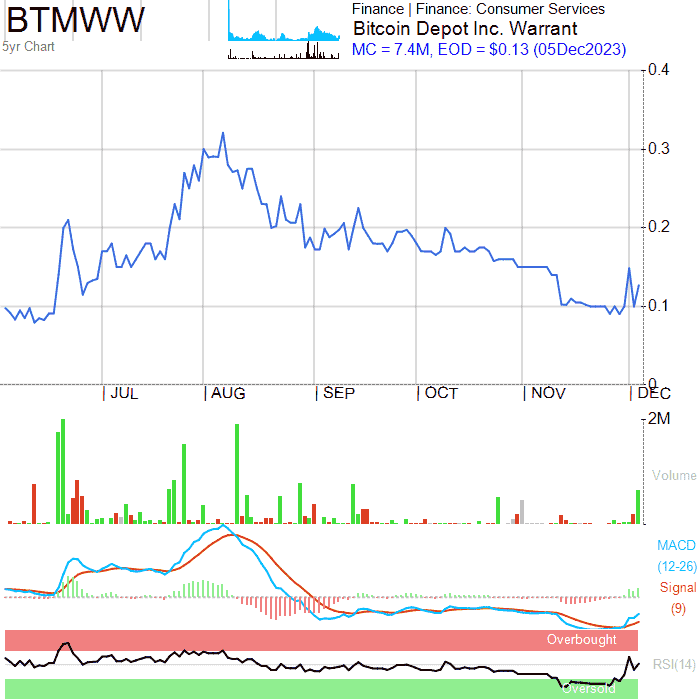 BTMWW
5yr Chart
Finance | Finance: Consumer Services
Bitcoin Depot Inc. Warrant
MC = 7.4M, EOD = $0.13 (05Dec2023)
0.4
0.3
0.2
0.1
0
| JUL | AUG | SEP | OCT | NOV | DEC
2M
Volume
MACD
(12-26)
Signal
(9)
Overbought
RSI(14)
Oversold